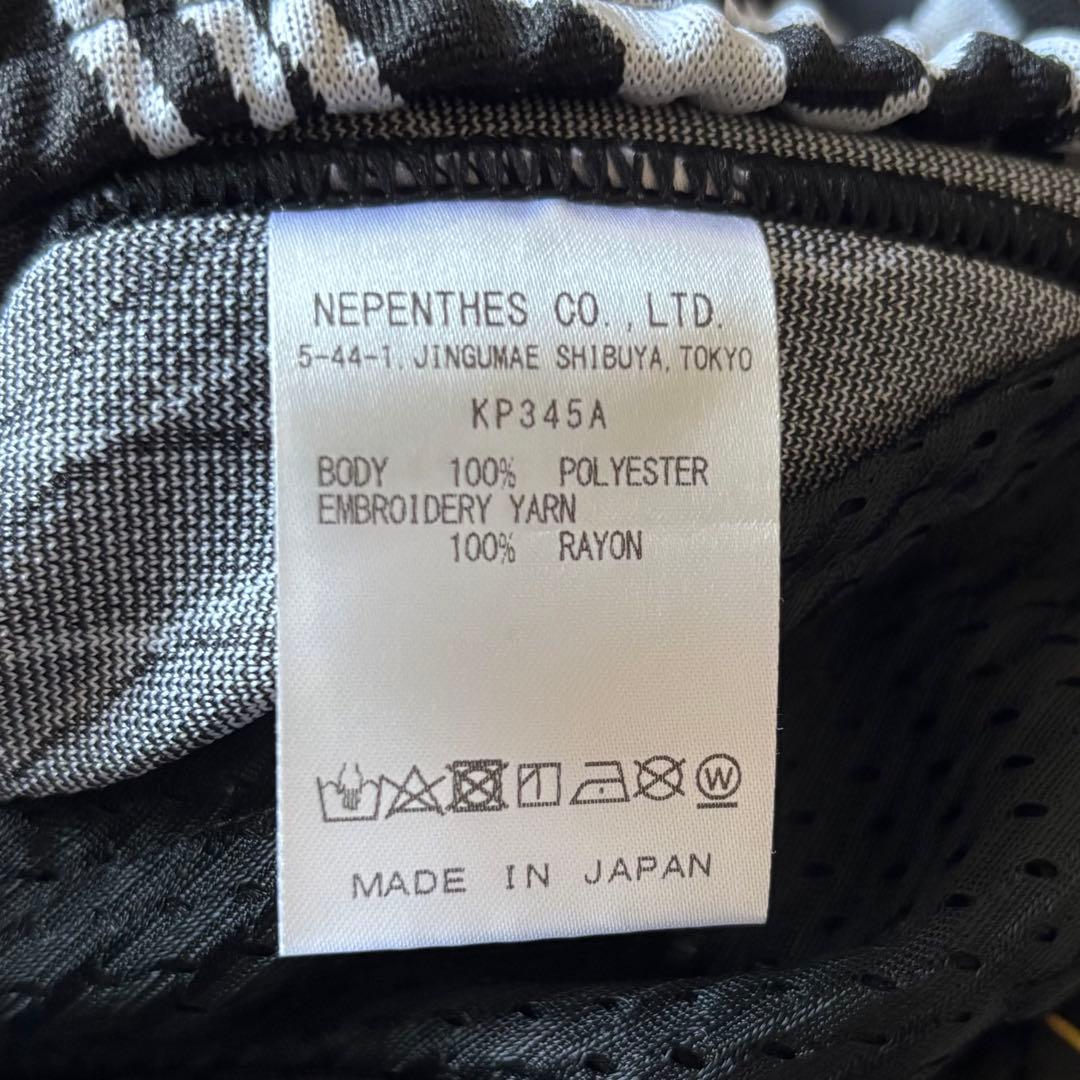 NEPENTHES CO.,LTD.
5-44-1,JINGUMAE SHIBUYA,TOKYO
KP345A
BODY 100% POLYESTER
EMBROIDERY YARN
100% RAYON
W
MADE IN JAPAN